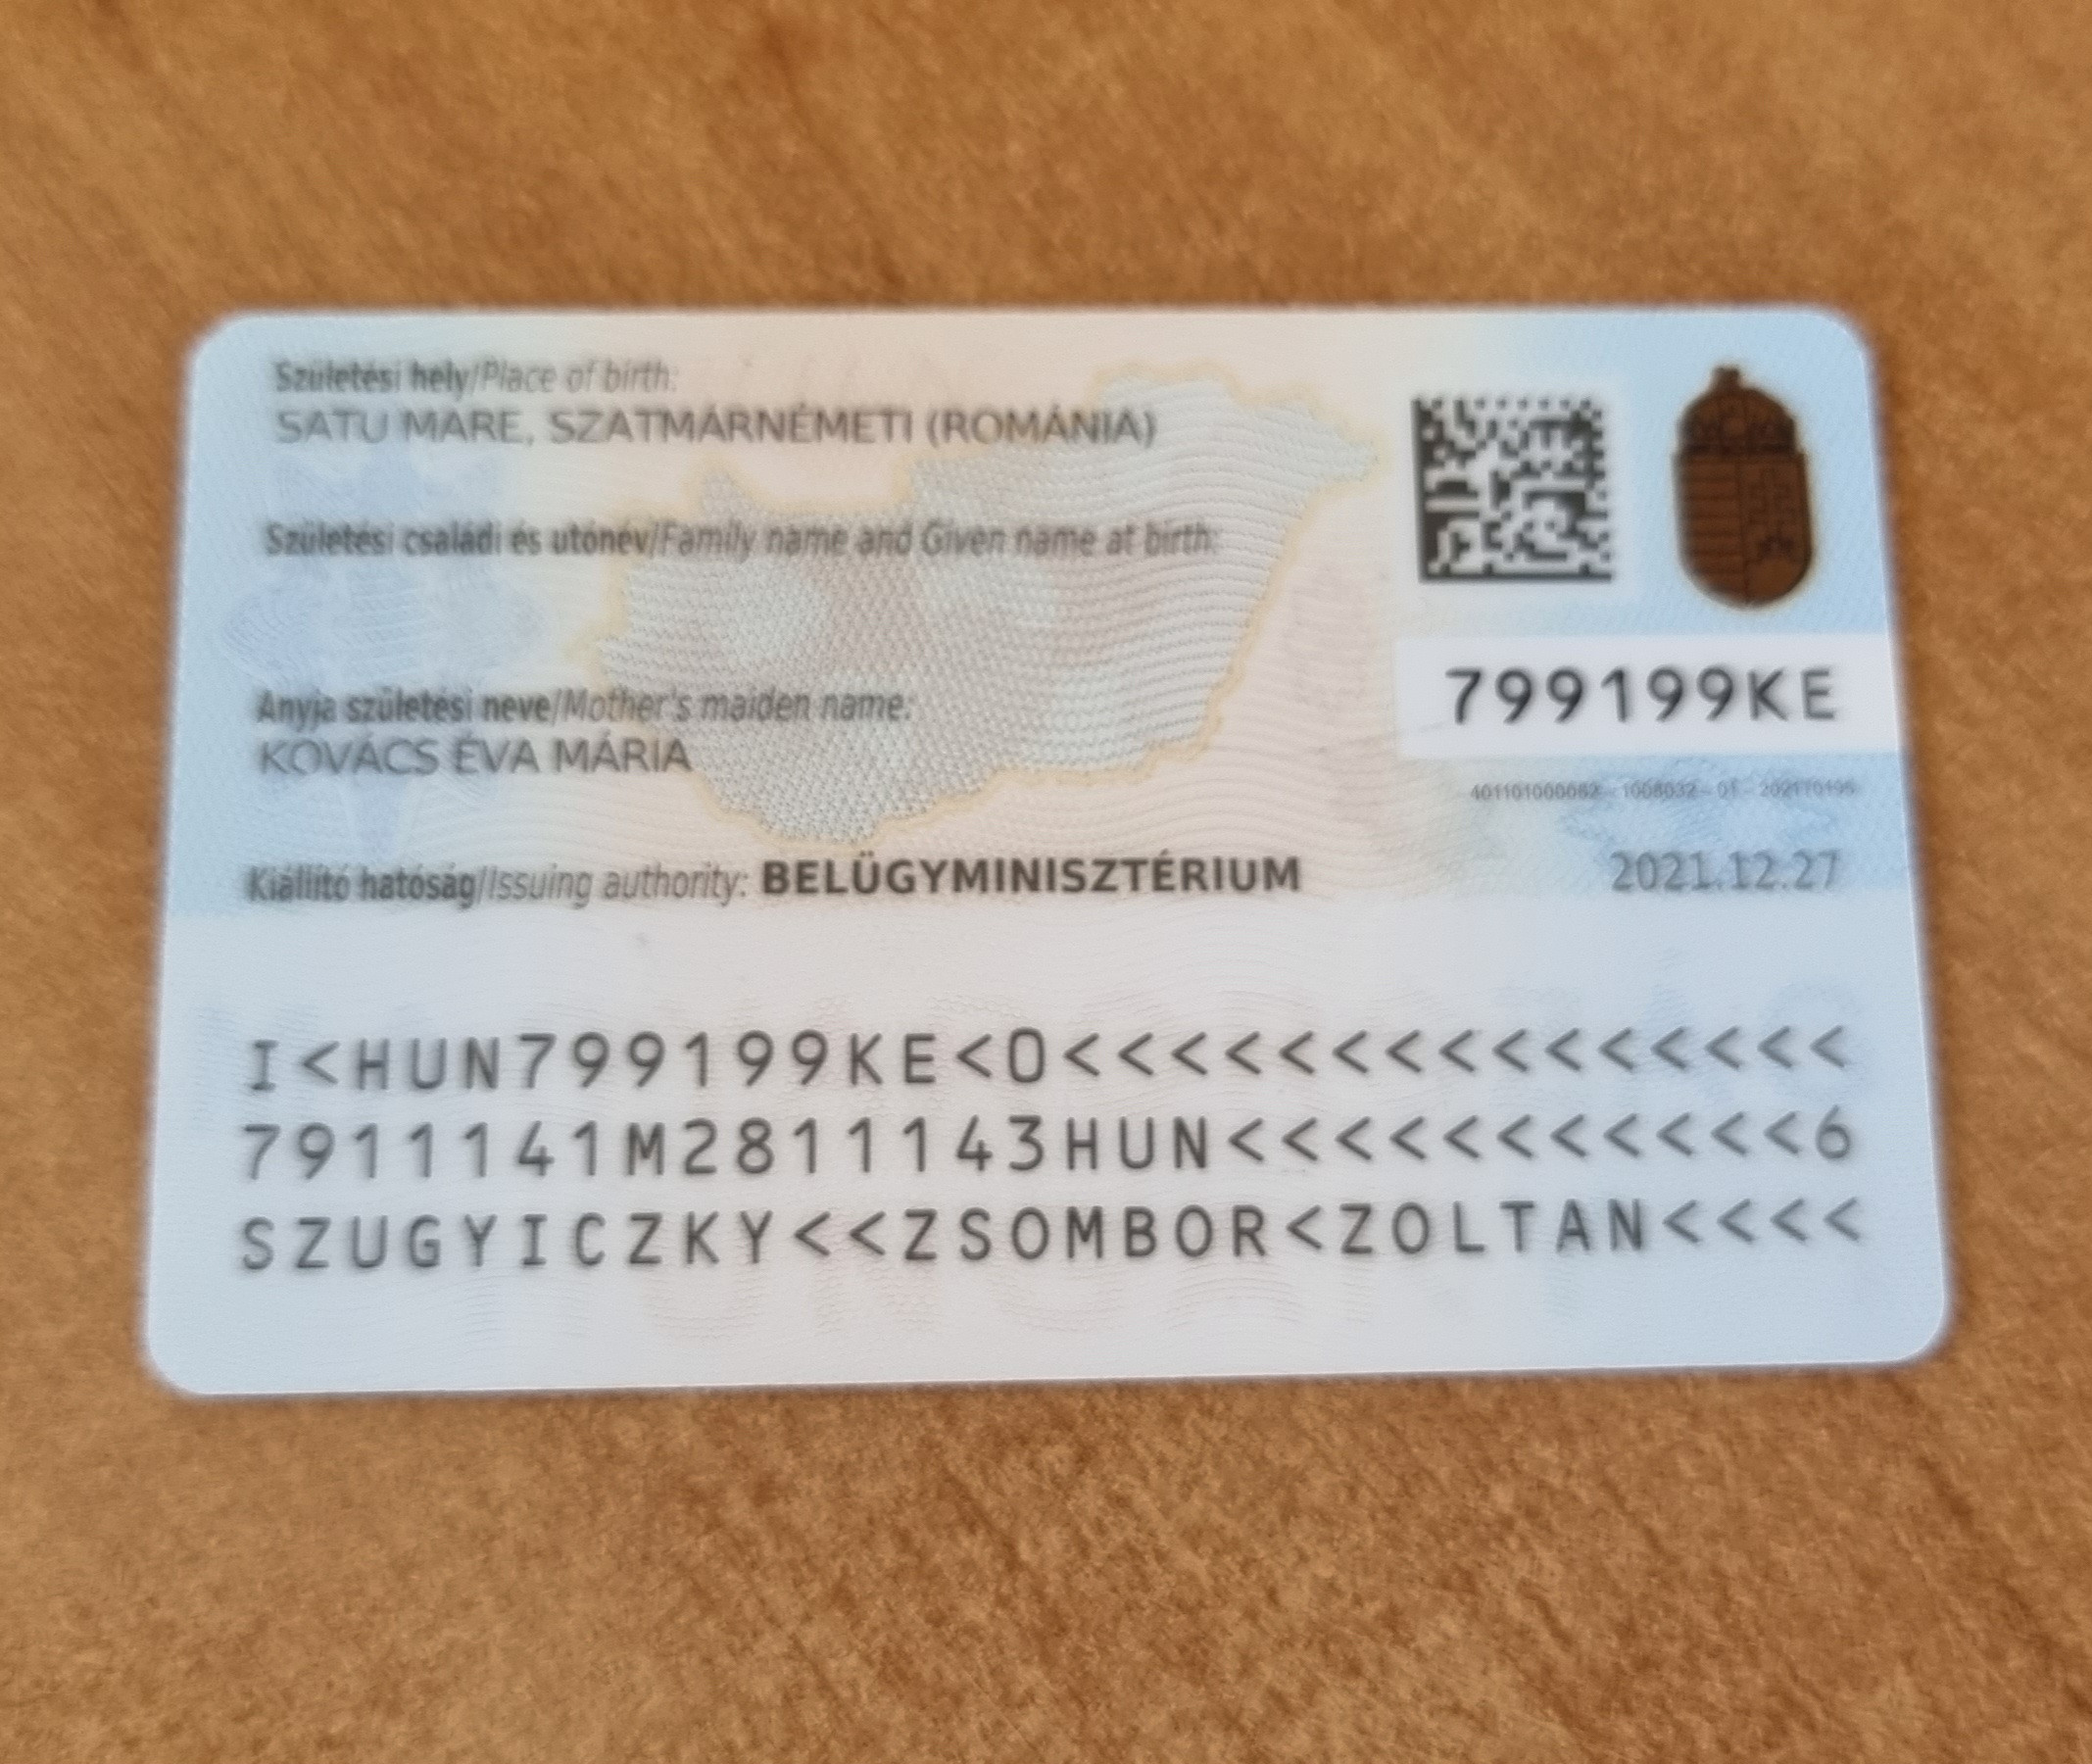 Születési hely/Place of birth:
SATU MARE, SZATMÁRNÉMETI (ROMÁNIA)
Születési családi és utónév/Family name and Given name at birth:
799199KE
Anyja születési neve/Mother's maiden name:
KOVÁCS ÉVA MÁRIA
Kiállító hatóság/Issuing authority: BELÜGYMINISZTÉRIUM
2021.12.27
I<HUN799199KE<0<<<<<<<<<<<<<<<
7911141M2811143HUN<<<<<<<<<<<6
SZUGYICZKY<<ZSOMBOR<ZOLTAN<<<<